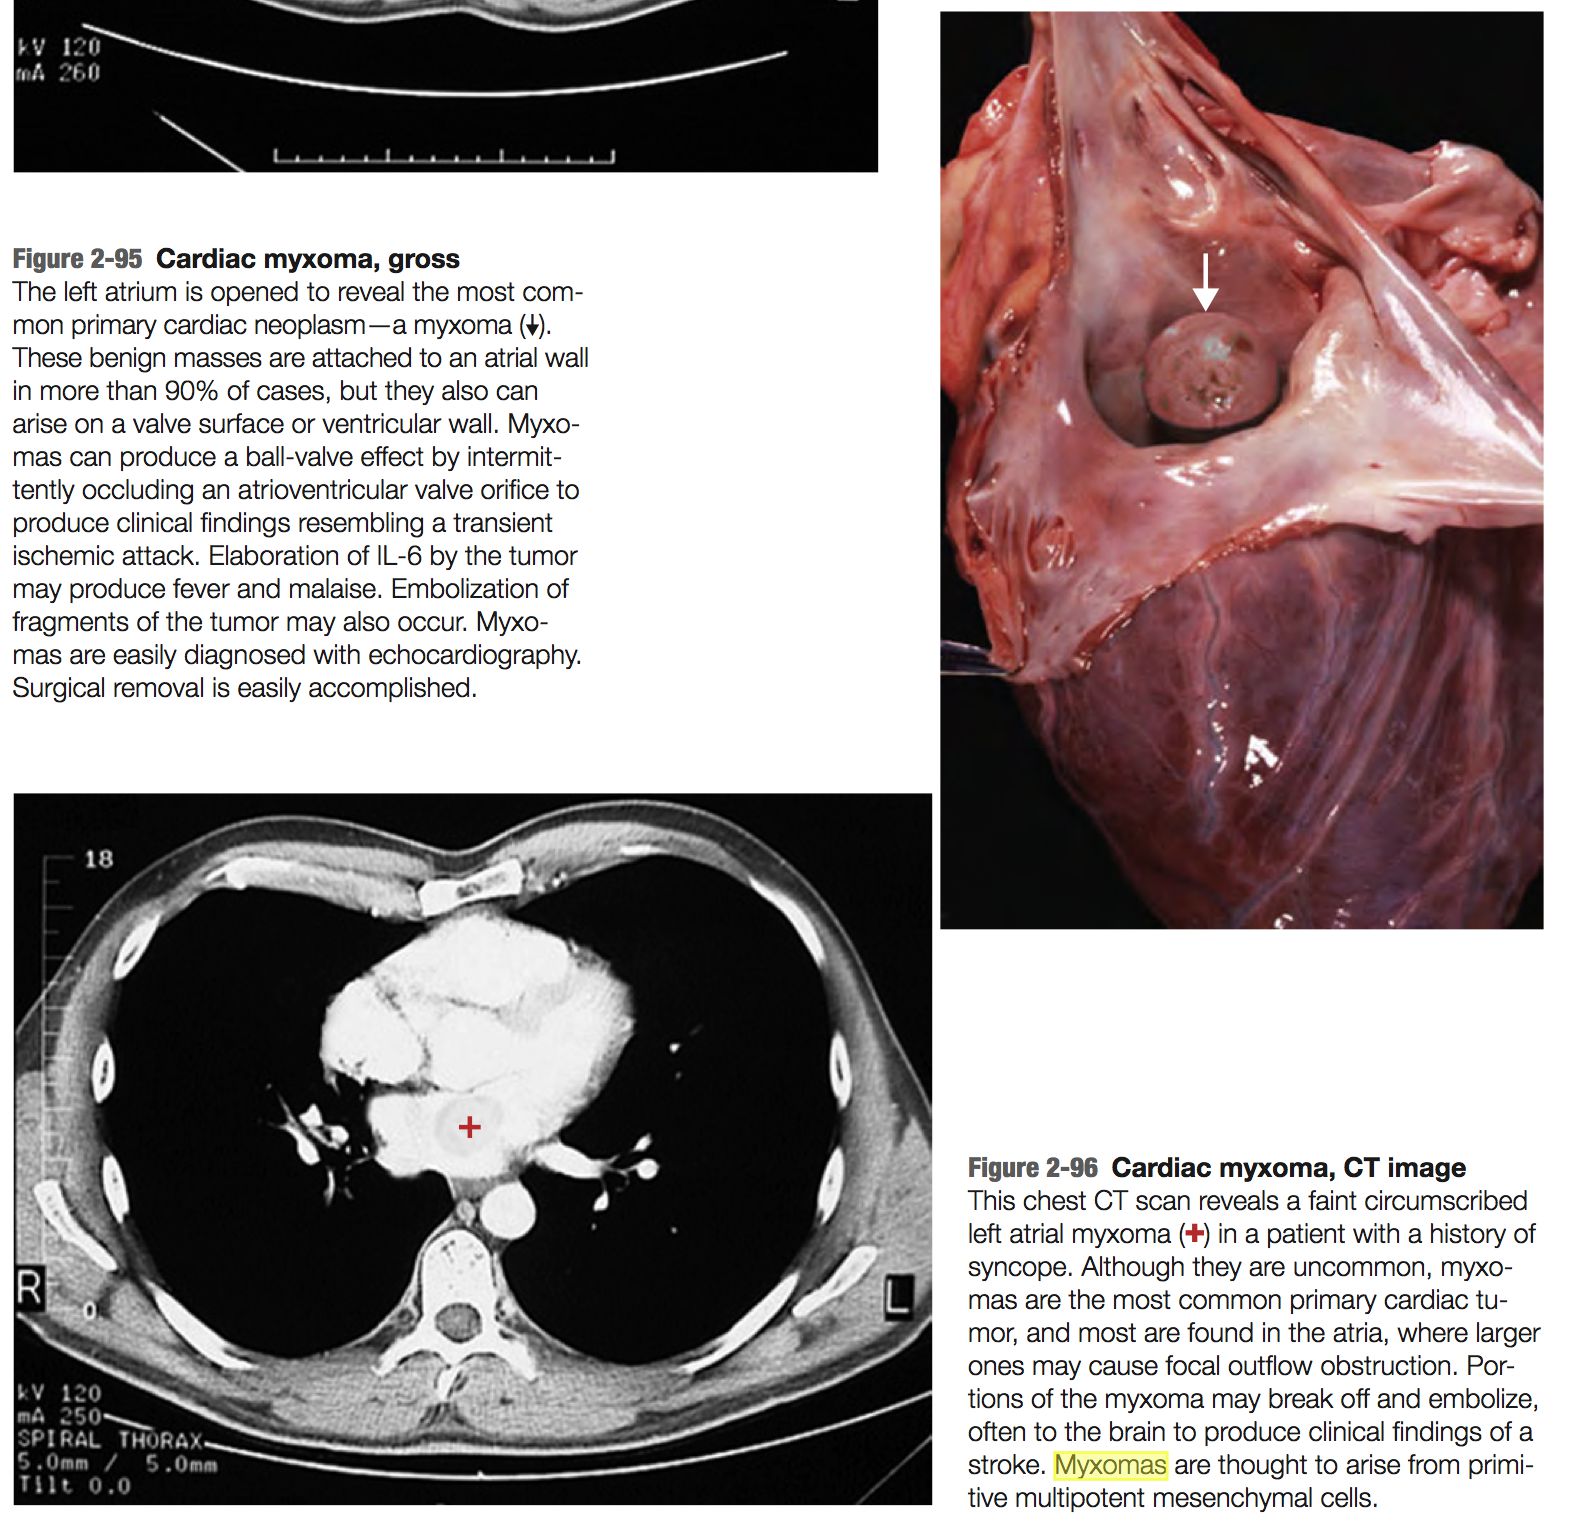 kV 120
mA 260
Figure 2-95 Cardiac myxoma, gross
The left atrium is opened to reveal the most com-
mon primary cardiac neoplasm—a myxoma (↓).
These benign masses are attached to an atrial wall
in more than 90% of cases, but they also can
arise on a valve surface or ventricular wall. Myxo-
mas can produce a ball-valve effect by intermit-
tently occluding an atrioventricular valve orifice to
produce clinical findings resembling a transient
ischemic attack. Elaboration of IL-6 by the tumor
may produce fever and malaise. Embolization of
fragments of the tumor may also occur. Myxo-
mas are easily diagnosed with echocardiography.
Surgical removal is easily accomplished.
18
R
0
L
kV 120
mA 250
SPIRAL THORAX
5.0mm / 5.0mm
Tilt 0.0
Figure 2-96 Cardiac myxoma, CT image
This chest CT scan reveals a faint circumscribed
left atrial myxoma (+) in a patient with a history of
syncope. Although they are uncommon, myxo-
mas are the most common primary cardiac tu-
mor, and most are found in the atria, where larger
ones may cause focal outflow obstruction. Por-
tions of the myxoma may break off and embolize,
often to the brain to produce clinical findings of a
stroke. Myxomas are thought to arise from primi-
tive multipotent mesenchymal cells.